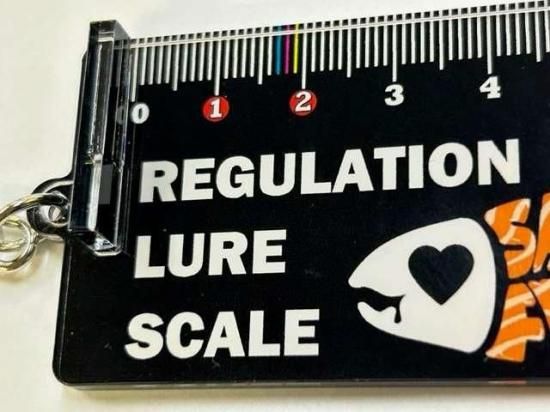 0 1 2 3 4
REGULATION
LURE
SCALE